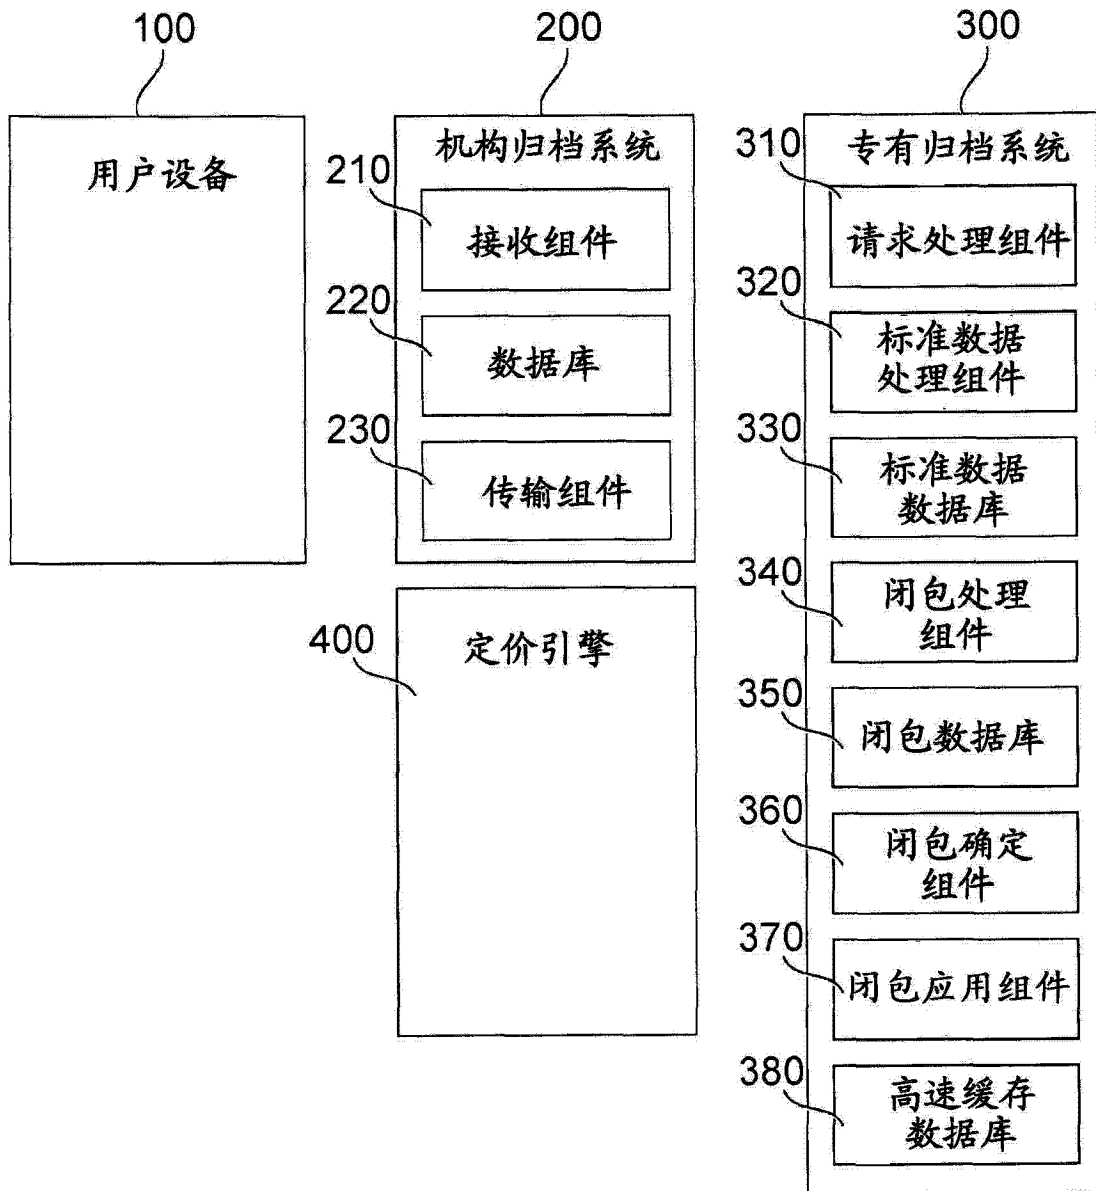 100
200
300
用户设备
机构归档系统
210
接收组件
220
数据库
230
传输组件
400
定价引擎
专有归档系统
310
请求处理组件
320
标准数据
处理组件
330
标准数据
数据库
340
闭包处理
组件
350
闭包数据库
360
闭包确定
组件
370
闭包应用组件
380
高速缓存
数据库